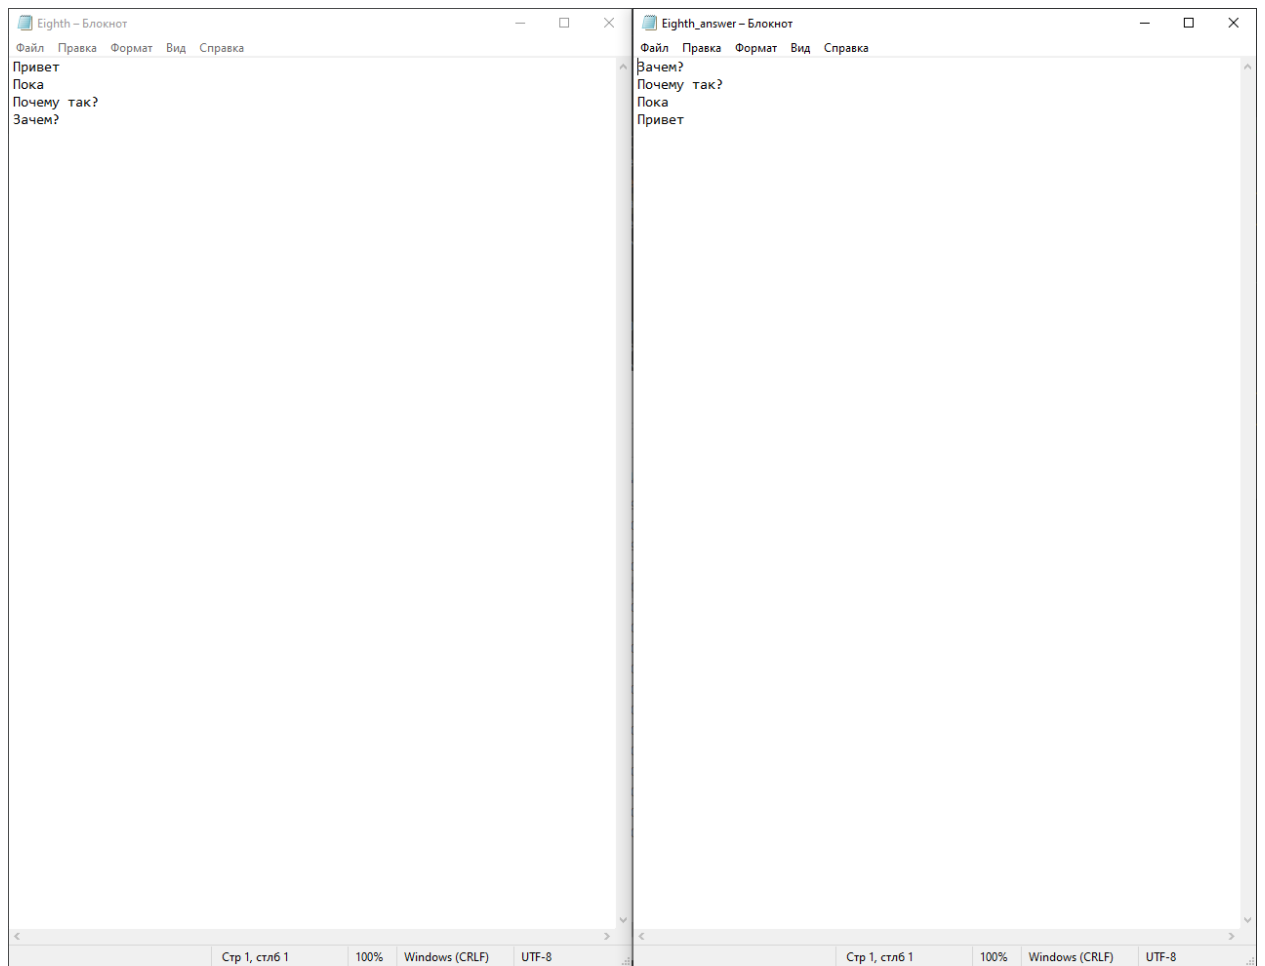 Eighth – Блокнот
Файл Правка Формат Вид Справка
Привет
Пока
Почему так?
Зачем?
Стр 1, стлб 1 100% Windows (CRLF) UTF-8
Eighth_answer – Блокнот
Файл Правка Формат Вид Справка
Зачем?
Почему так?
Пока
Привет
Стр 1, стлб 1 100% Windows (CRLF) UTF-8